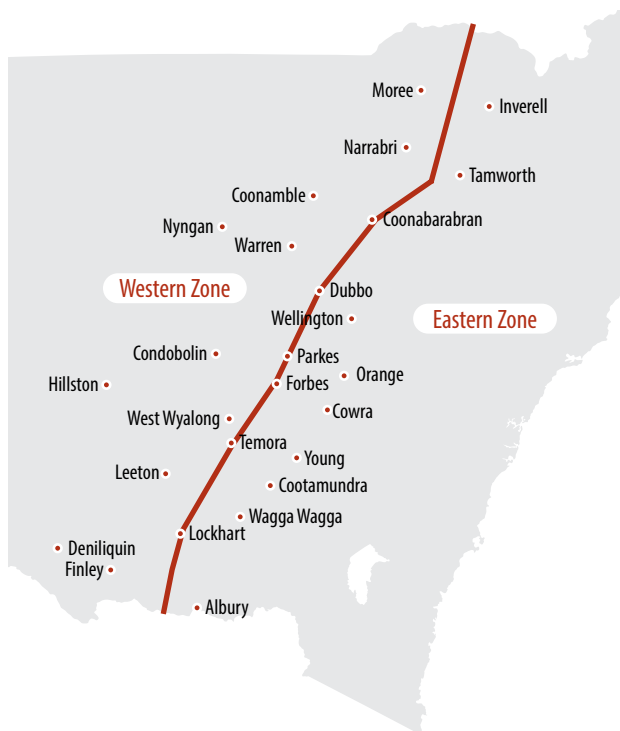 Moree
Inverell
Narrabri
Tamworth
Coonamble
Coonabarabran
Nyngan
Warren
Western Zone
Dubbo
Wellington
Eastern Zone
Condobolin
Parkes
Orange
Hillston
Forbes
Cowra
West Wyalong
Temora
Young
Leeton
Cootamundra
Wagga Wagga
Lockhart
Deniliquin
Finley
Albury